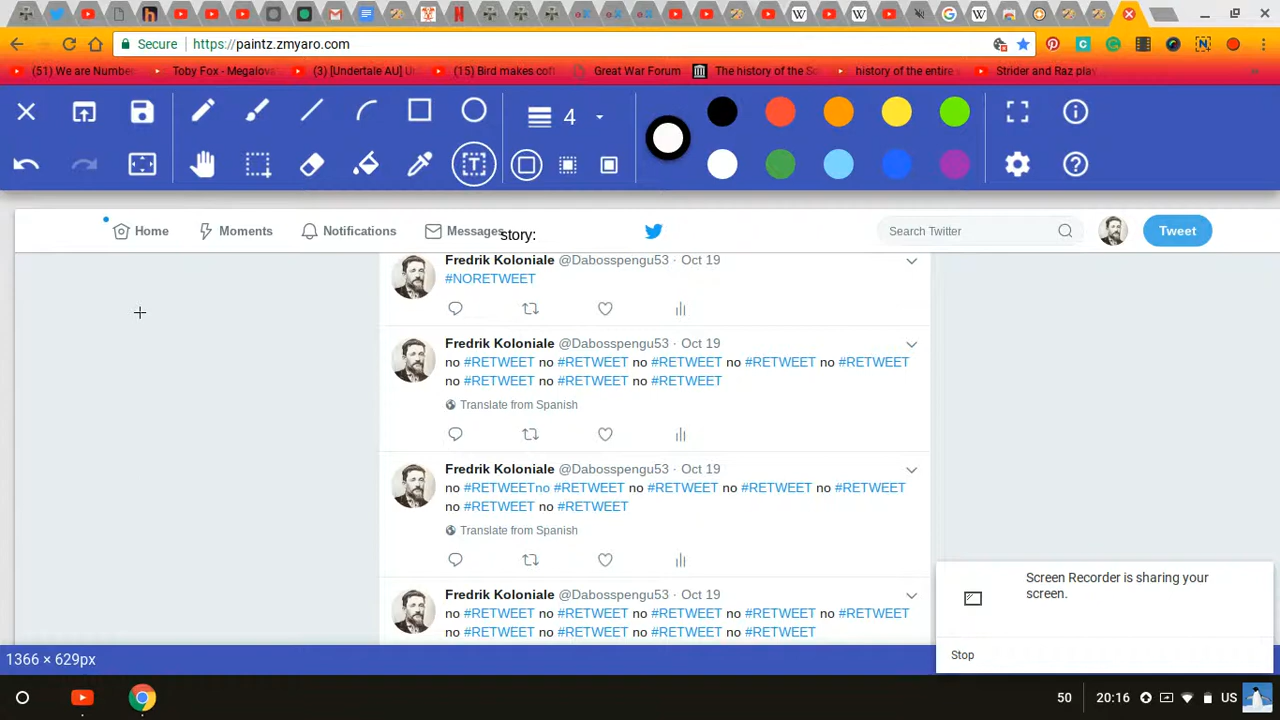 Secure
https://paintz.zmyaro.com
(51) We are Numbe
Toby Fox - Megalova
(3) [Undertale AU] U
(15) Bird makes coff
Great War Forum
The history of the S
history of the entire
Strider and Raz play
4
Home
Moments
Notifications
Messages
story:
Search Twitter
Tweet
Fredrik Koloniale @Dabosspengu53 · Oct 19
#NORETWEET
Fredrik Koloniale @Dabosspengu53 · Oct 19
no #RETWEET no #RETWEET no #RETWEET no #RETWEET no #RETWEET
no #RETWEET no #RETWEET no #RETWEET
Translate from Spanish
Fredrik Koloniale @Dabosspengu53 · Oct 19
no #RETWEETno #RETWEET no #RETWEET no #RETWEET no #RETWEET
no #RETWEET no #RETWEET
Translate from Spanish
Fredrik Koloniale @Dabosspengu53 · Oct 19
no #RETWEET no #RETWEET no #RETWEET no #RETWEET no #RETWEET
no #RETWEET no #RETWEET no #RETWEET no #RETWEET
Screen Recorder is sharing your
screen.
Stop
1366 × 629px
50
20:16
US